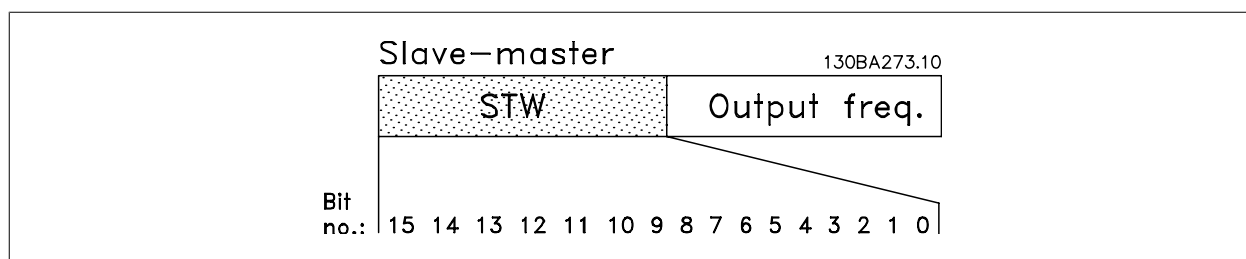 Slave-master
130BA273.10
STW
Output freq.
Bit
no.: 15 14 13 12 11 10 9 8 7 6 5 4 3 2 1 0